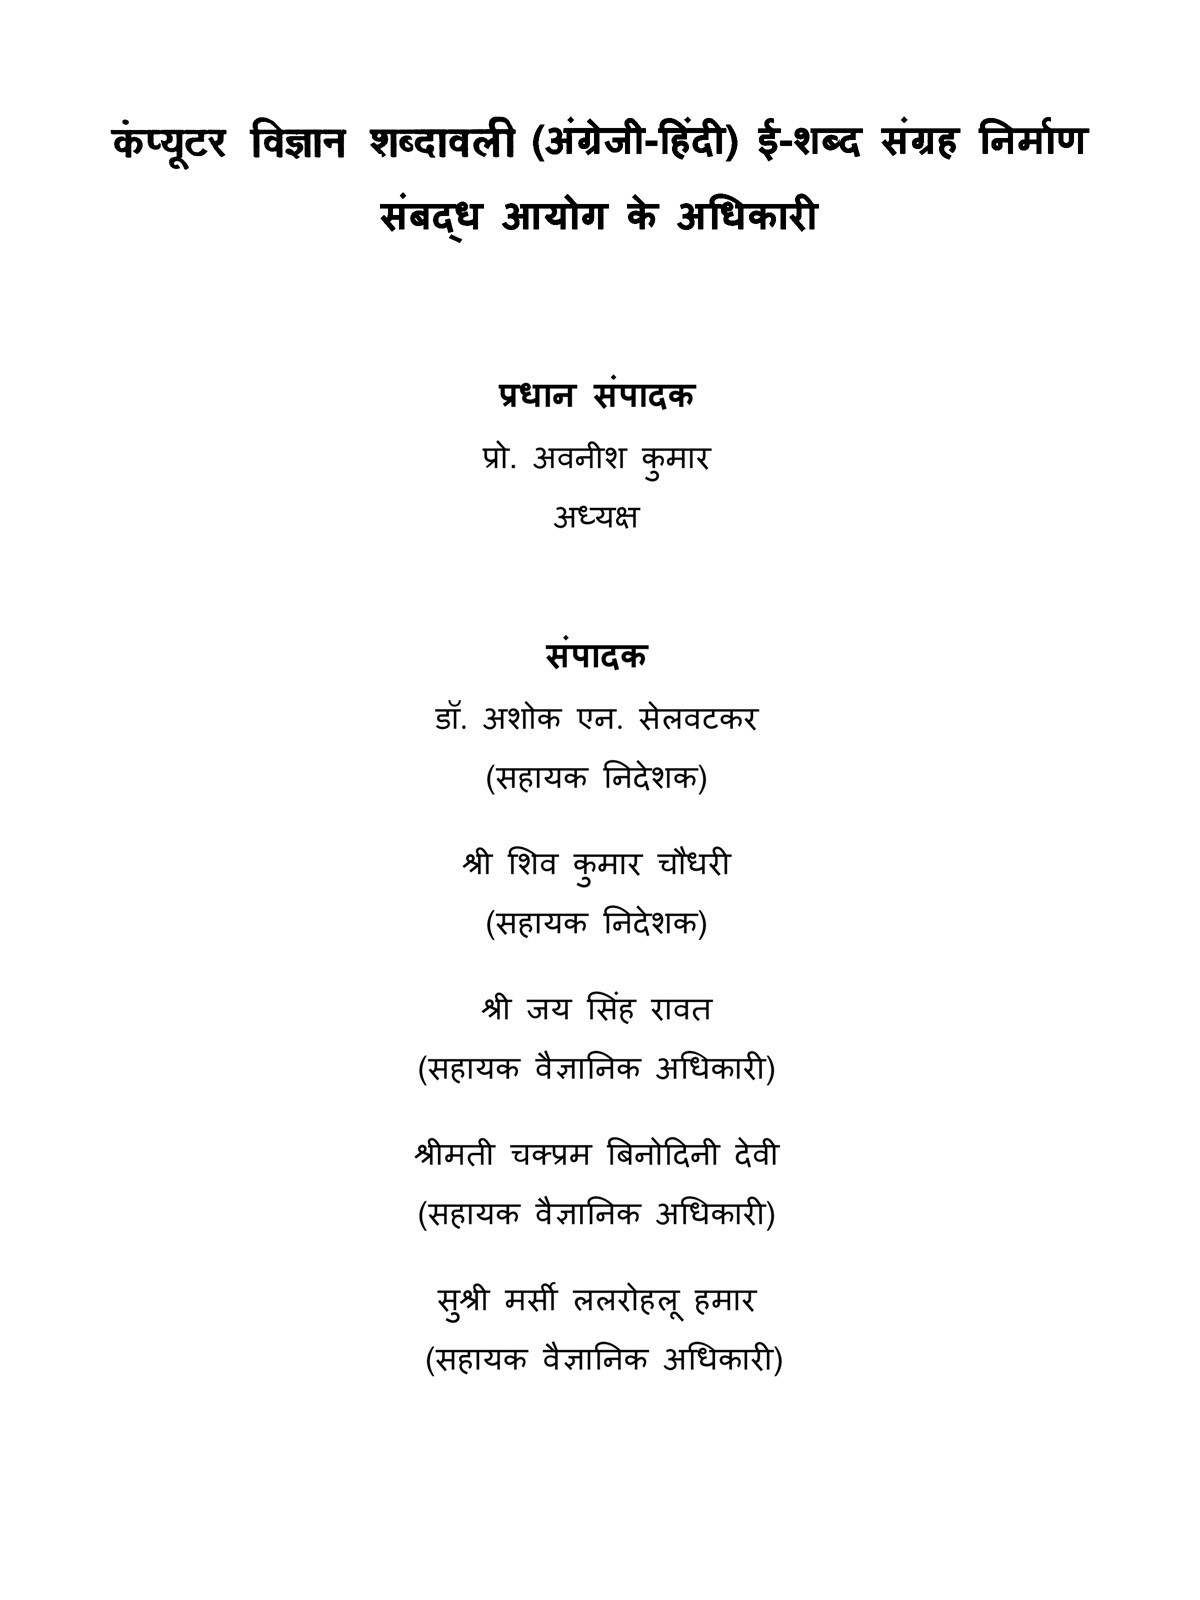 कंप्यूटर विज्ञान शब्दावली (अंग्रेजी-हिंदी) ई-शब्द संग्रह निर्माण
संबद्ध आयोग के अधिकारी
प्रधान संपादक
प्रो. अवनीश कुमार
अध्यक्ष
संपादक
डॉ. अशोक एन. सेलवटकर
(सहायक निदेशक)
श्री शिव कुमार चौधरी
(सहायक निदेशक)
श्री जय सिंह रावत
(सहायक वैज्ञानिक अधिकारी)
श्रीमती चक्प्रम बिनोदिनी देवी
(सहायक वैज्ञानिक अधिकारी)
सुश्री मर्सी ललरोहलू हमार
(सहायक वैज्ञानिक अधिकारी)